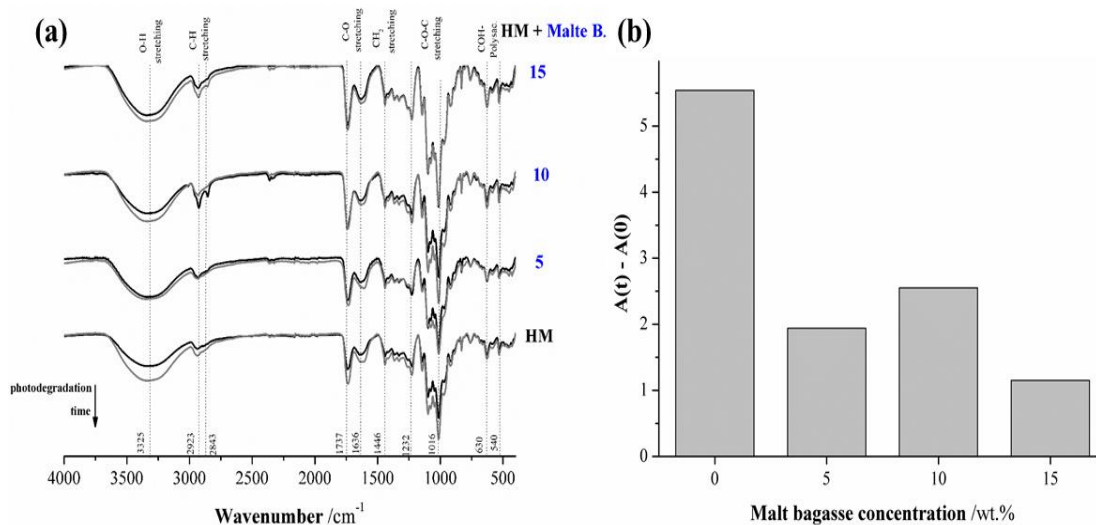 (a)
O-H
stretching
C-H
stretching
C-O
stretching
CH2
stretching
C-O-C
stretching
COH-
Polysac.
HM + Malte B.
15
10
5
HM
photodegradation
time
3325
2923
2843
1737
1636
1446
1232
1016
630
540
4000 3500 3000 2500 2000 1500 1000 500
Wavenumber /cm-1
(b)
A(t) - A(0)
5
4
3
2
1
0
0 5 10 15
Malt bagasse concentration /wt.%